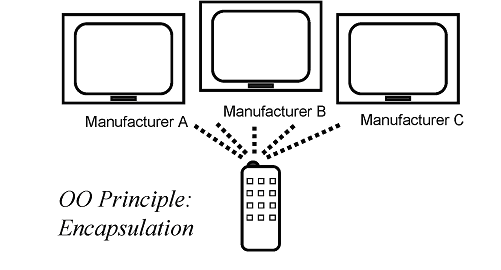 Manufacturer A
Manufacturer B
Manufacturer C
OO Principle:
Encapsulation